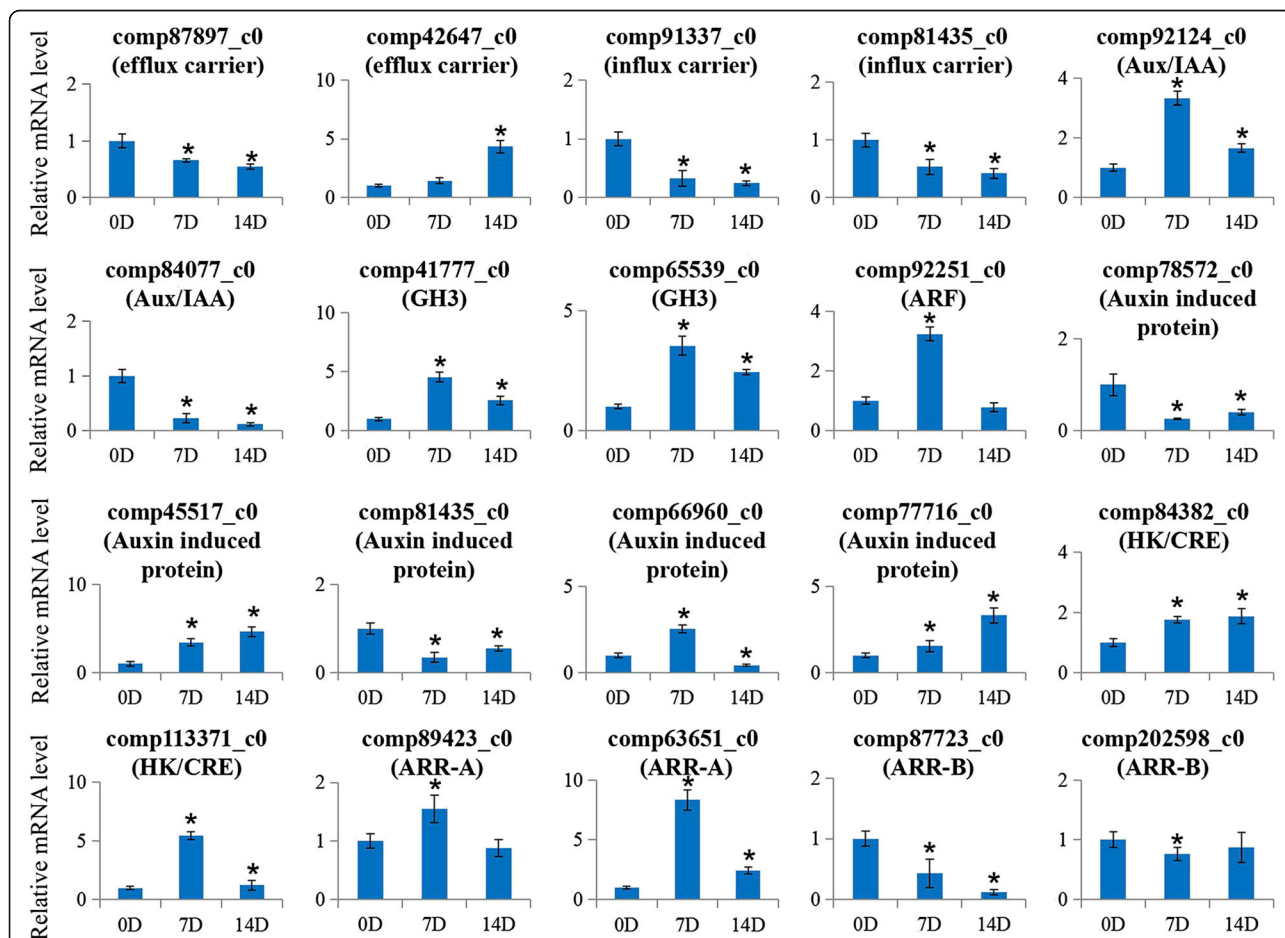 comp87897_c0
(efflux carrier)
Relative mRNA level
2
1
0
0D 7D 14D
* *
comp42647_c0
(efflux carrier)
10
5
0
0D 7D 14D
*
comp91337_c0
(influx carrier)
2
1
0
0D 7D 14D
* *
comp81435_c0
(influx carrier)
2
1
0
0D 7D 14D
* *
comp92124_c0
(Aux/IAA)
4
2
0
0D 7D 14D
* *
comp84077_c0
(Aux/IAA)
Relative mRNA level
2
1
0
0D 7D 14D
* *
comp41777_c0
(GH3)
10
5
0
0D 7D 14D
* *
comp65539_c0
(GH3)
5
0
0D 7D 14D
* *
comp92251_c0
(ARF)
4
2
0
0D 7D 14D
*
comp78572_c0
(Auxin induced
protein)
2
0
0D 7D 14D
* *
comp45517_c0
(Auxin induced
protein)
Relative mRNA level
10
5
0
0D 7D 14D
* *
comp81435_c0
(Auxin induced
protein)
2
0
0D 7D 14D
* *
comp66960_c0
(Auxin induced
protein)
5
0
0D 7D 14D
* *
comp77716_c0
(Auxin induced
protein)
5
0
0D 7D 14D
* *
comp84382_c0
(HK/CRE)
4
2
0
0D 7D 14D
* *
comp113371_c0
(HK/CRE)
Relative mRNA level
10
5
0
0D 7D 14D
* *
comp89423_c0
(ARR-A)
2
1
0
0D 7D 14D
*
comp63651_c0
(ARR-A)
10
5
0
0D 7D 14D
* *
comp87723_c0
(ARR-B)
2
1
0
0D 7D 14D
* *
comp202598_c0
(ARR-B)
2
1
0
0D 7D 14D
*